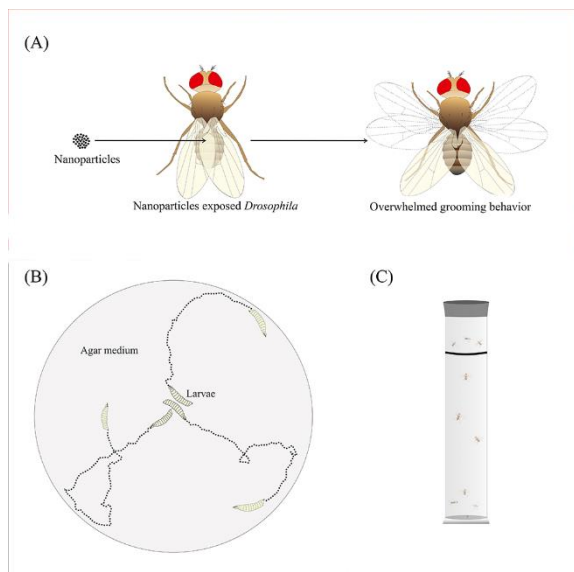 (A)
Nanoparticles
Nanoparticles exposed Drosophila
Overwhelmed grooming behavior
(B)
(C)
Agar medium
Larvae